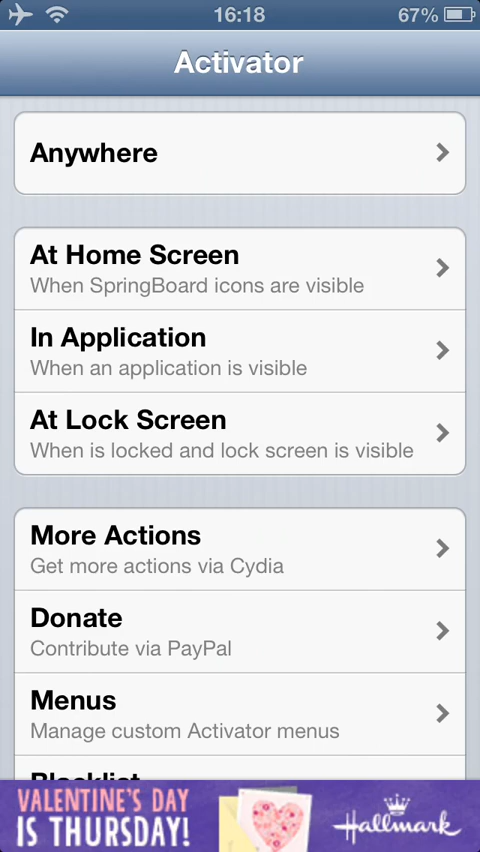 16:18 67%
Activator
Anywhere
At Home Screen
When SpringBoard icons are visible
In Application
When an application is visible
At Lock Screen
When is locked and lock screen is visible
More Actions
Get more actions via Cydia
Donate
Contribute via PayPal
Menus
Manage custom Activator menus
Blacklist
VALENTINE'S DAY
IS THURSDAY!
Hallmark